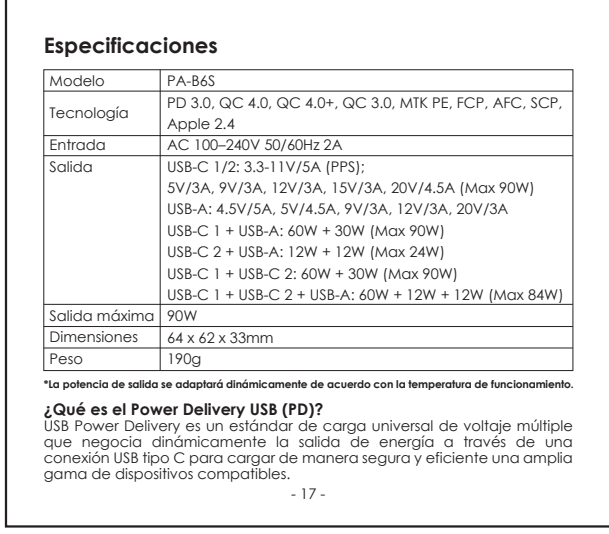 Especificaciones
Modelo PA-B6S
Tecnología PD 3.0, QC 4.0, QC 4.0+, QC 3.0, MTK PE, FCP, AFC, SCP,
Apple 2.4
Entrada AC 100–240V 50/60Hz 2A
Salida USB-C 1/2: 3.3-11V/5A (PPS);
5V/3A, 9V/3A, 12V/3A, 15V/3A, 20V/4.5A (Max 90W)
USB-A: 4.5V/5A, 5V/4.5A, 9V/3A, 12V/3A, 20V/3A
USB-C 1 + USB-A: 60W + 30W (Max 90W)
USB-C 2 + USB-A: 12W + 12W (Max 24W)
USB-C 1 + USB-C 2: 60W + 30W (Max 90W)
USB-C 1 + USB-C 2 + USB-A: 60W + 12W + 12W (Max 84W)
Salida máxima 90W
Dimensiones 64 x 62 x 33mm
Peso 190g
*La potencia de salida se adaptará dinámicamente de acuerdo con la temperatura de funcionamiento.
¿Qué es el Power Delivery USB (PD)?
USB Power Delivery es un estándar de carga universal de voltaje múltiple
que negocia dinámicamente la salida de energía a través de una
conexión USB tipo C para cargar de manera segura y eficiente una amplia
gama de dispositivos compatibles.
- 17 -